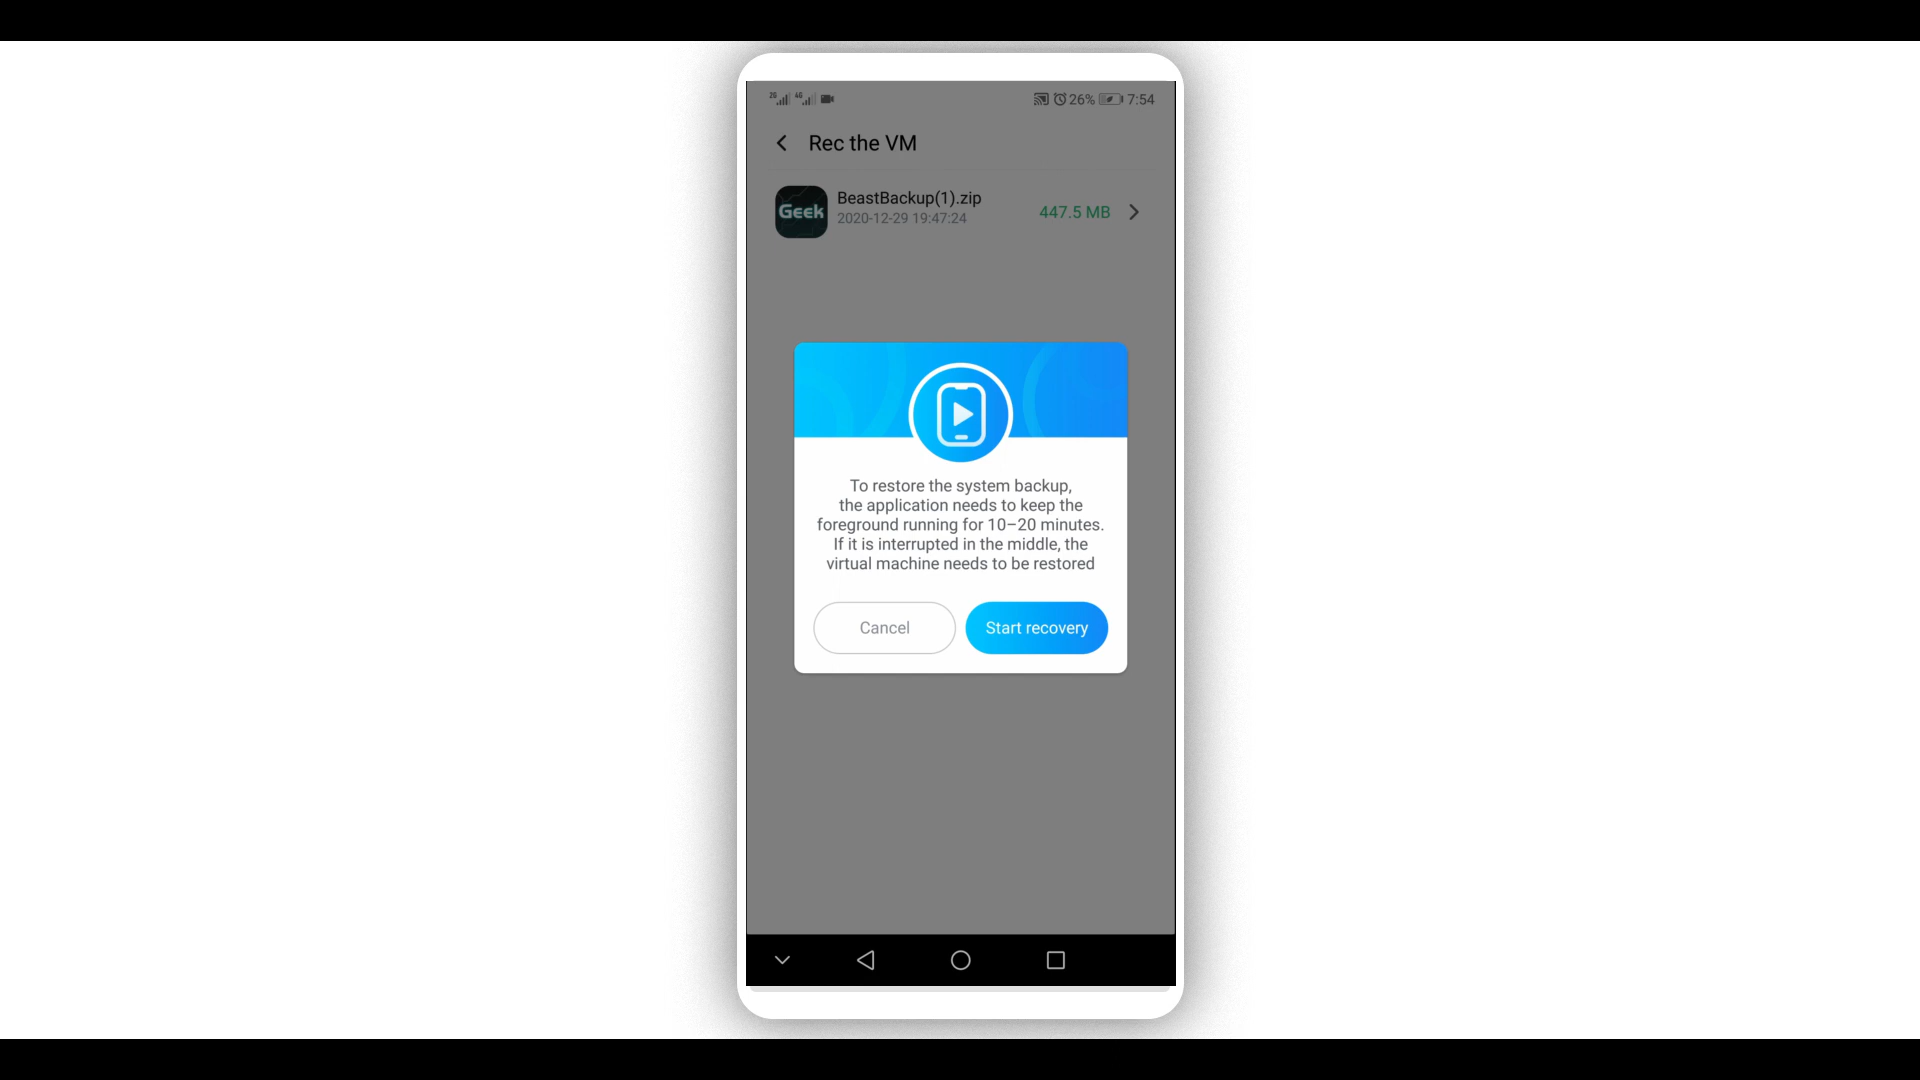 2G 4G 26% 7:54
Rec the VM
Geek
BeastBackup(1).zip
2020-12-29 19:47:24
447.5 MB
To restore the system backup,
the application needs to keep the
foreground running for 10–20 minutes.
If it is interrupted in the middle, the
virtual machine needs to be restored
Cancel
Start recovery